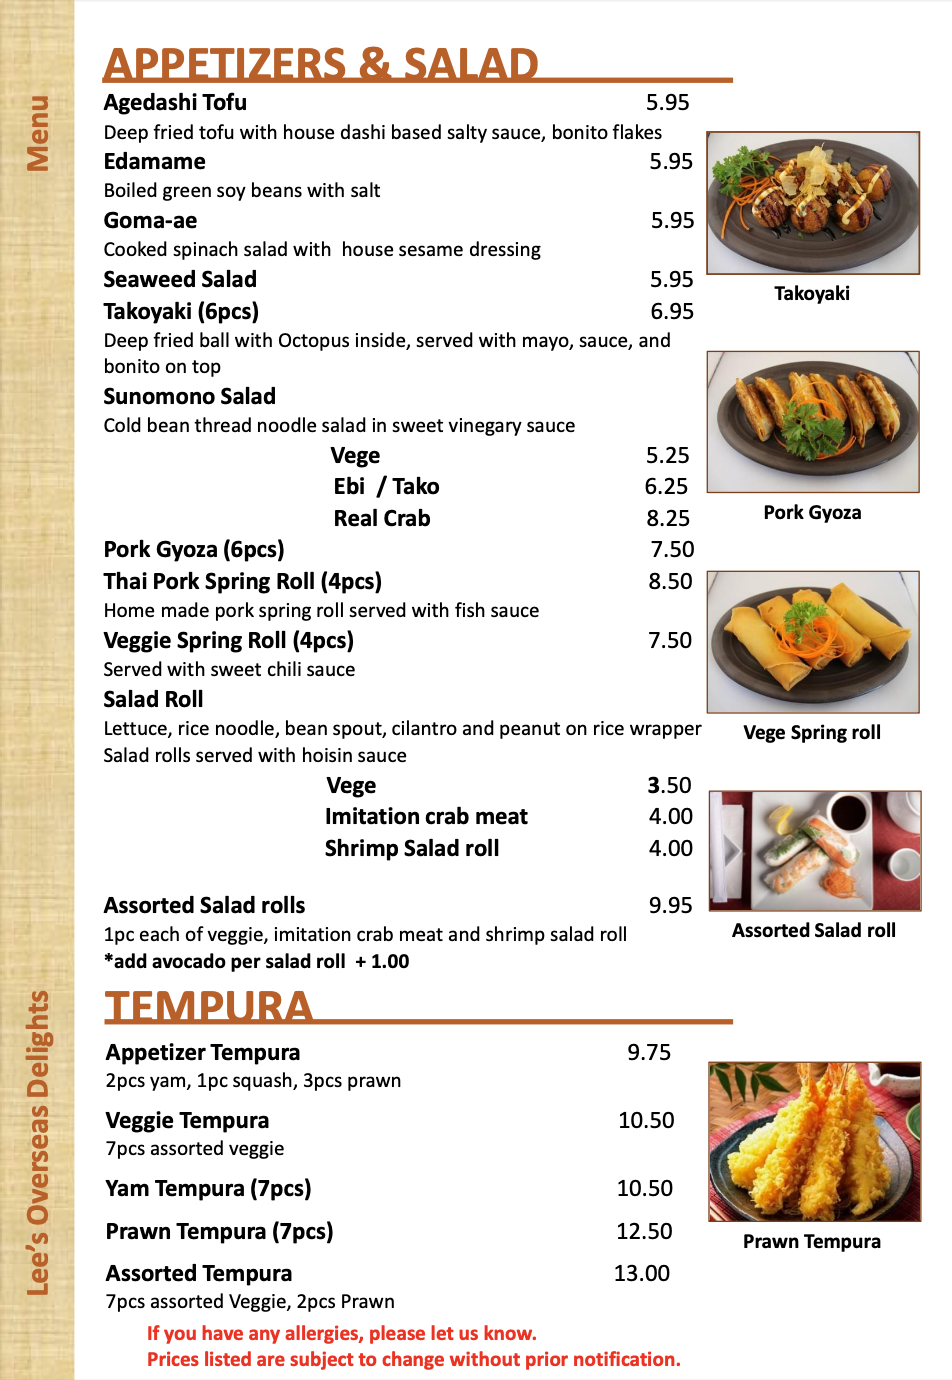 Menu
Lee's Overseas Delights
APPETIZERS & SALAD
Agedashi Tofu 5.95
Deep fried tofu with house dashi based salty sauce, bonito flakes
Edamame 5.95
Boiled green soy beans with salt
Goma-ae 5.95
Cooked spinach salad with house sesame dressing
Seaweed Salad 5.95
Takoyaki (6pcs) 6.95
Deep fried ball with Octopus inside, served with mayo, sauce, and
bonito on top
Sunomono Salad
Cold bean thread noodle salad in sweet vinegary sauce
Vege 5.25
Ebi / Tako 6.25
Real Crab 8.25
Pork Gyoza (6pcs) 7.50
Thai Pork Spring Roll (4pcs) 8.50
Home made pork spring roll served with fish sauce
Veggie Spring Roll (4pcs) 7.50
Served with sweet chili sauce
Salad Roll
Lettuce, rice noodle, bean spout, cilantro and peanut on rice wrapper
Salad rolls served with hoisin sauce
Vege 3.50
Imitation crab meat 4.00
Shrimp Salad roll 4.00
Assorted Salad rolls 9.95
1pc each of veggie, imitation crab meat and shrimp salad roll
*add avocado per salad roll + 1.00
Takoyaki
Pork Gyoza
Vege Spring roll
Assorted Salad roll
TEMPURA
Appetizer Tempura 9.75
2pcs yam, 1pc squash, 3pcs prawn
Veggie Tempura 10.50
7pcs assorted veggie
Yam Tempura (7pcs) 10.50
Prawn Tempura (7pcs) 12.50
Assorted Tempura 13.00
7pcs assorted Veggie, 2pcs Prawn
Prawn Tempura
If you have any allergies, please let us know.
Prices listed are subject to change without prior notification.